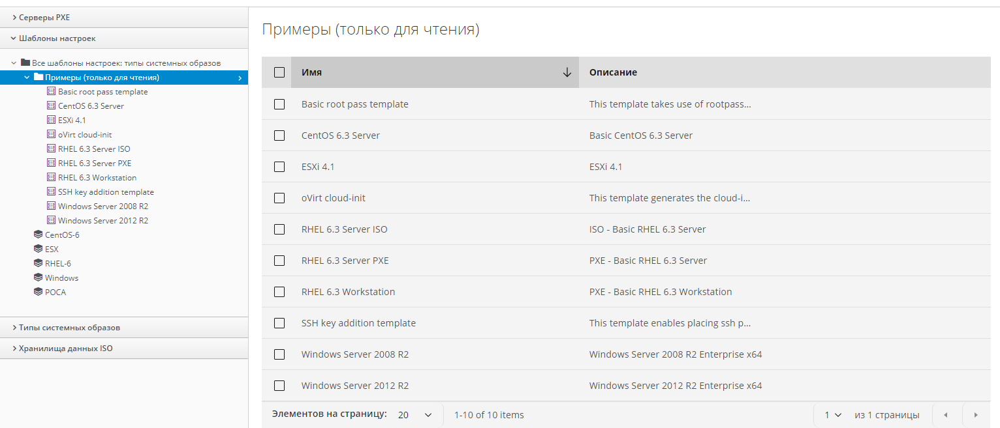 Серверы PXE
Шаблоны настроек
Все шаблоны настроек: типы системных образов
Примеры (только для чтения)
Basic root pass template
CentOS 6.3 Server
ESXi 4.1
oVirt cloud-init
RHEL 6.3 Server ISO
RHEL 6.3 Server PXE
RHEL 6.3 Workstation
SSH key addition template
Windows Server 2008 R2
Windows Server 2012 R2
CentOS-6
ESX
RHEL-6
Windows
РОСА
Типы системных образов
Хранилища данных ISO
Примеры (только для чтения)
Имя Описание
Basic root pass template This template takes use of rootpass...
CentOS 6.3 Server Basic CentOS 6.3 Server
ESXi 4.1 ESXi 4.1
oVirt cloud-init This template generates the cloud-i...
RHEL 6.3 Server ISO ISO - Basic RHEL 6.3 Server
RHEL 6.3 Server PXE PXE - Basic RHEL 6.3 Server
RHEL 6.3 Workstation PXE - Basic RHEL 6.3 Workstation
SSH key addition template This template enables placing ssh p...
Windows Server 2008 R2 Windows Server 2008 R2 Enterprise x64
Windows Server 2012 R2 Windows Server 2012 R2 Enterprise x64
Элементов на страницу: 20 1-10 of 10 items 1 из 1 страницы